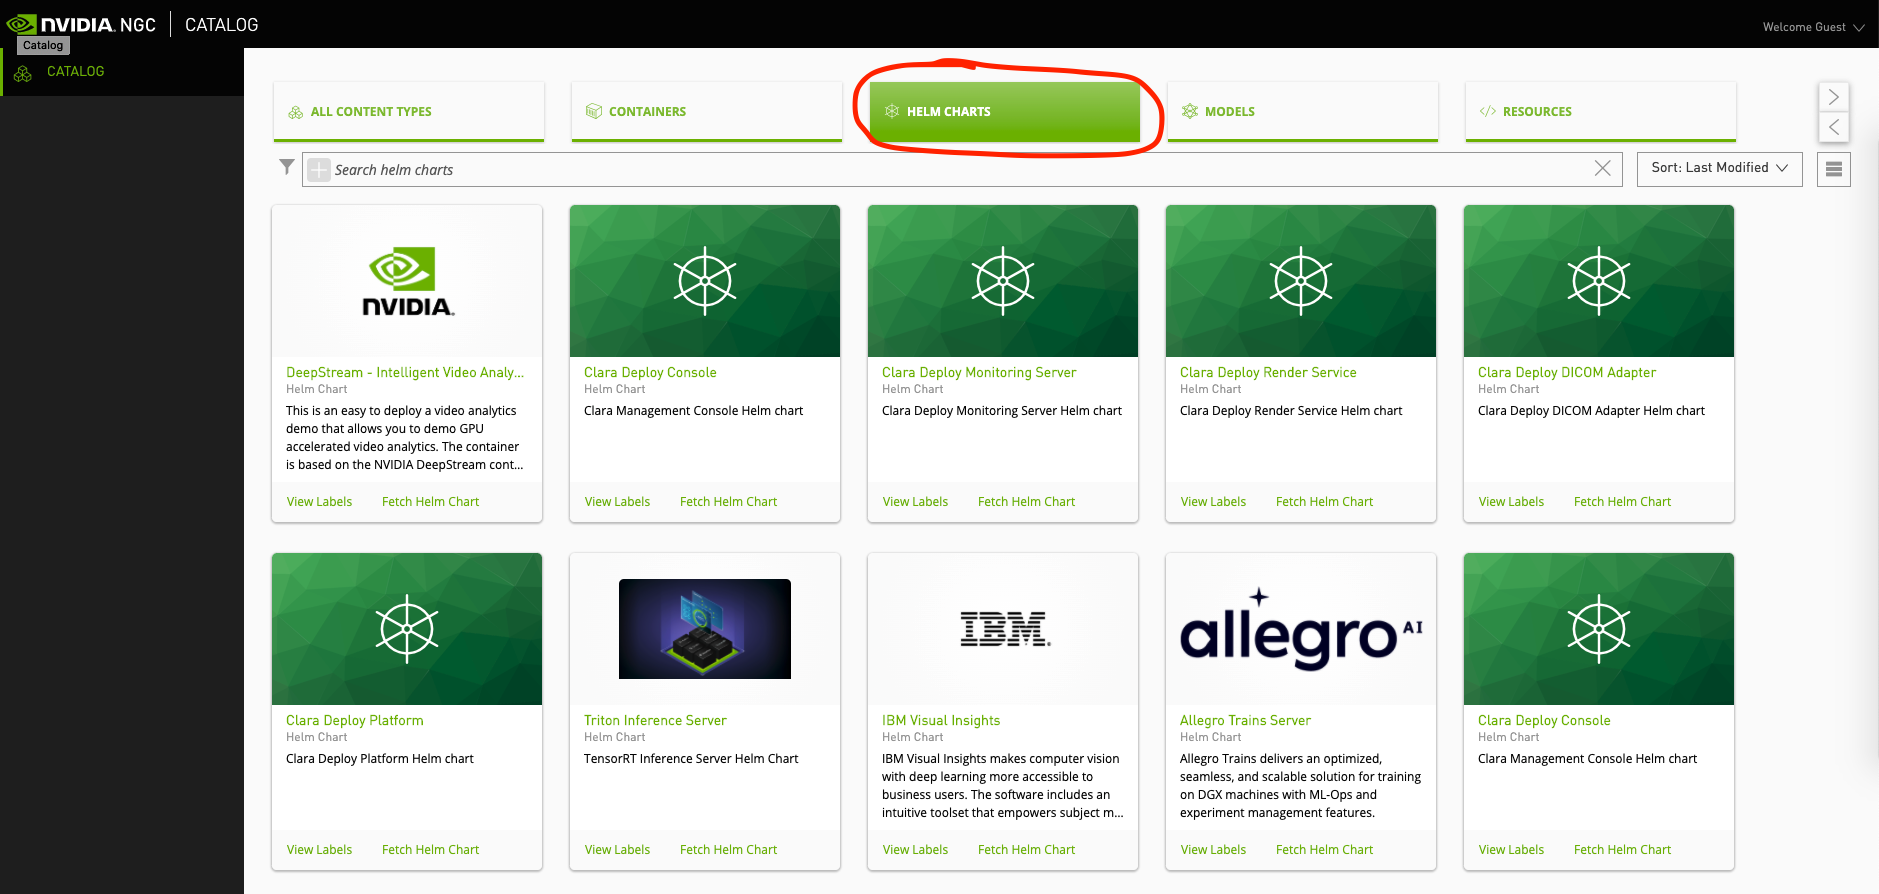 NVIDIA. NGC
CATALOG
Welcome Guest
Catalog
CATALOG
ALL CONTENT TYPES
CONTAINERS
HELM CHARTS
MODELS
RESOURCES
Search helm charts
Sort: Last Modified
NVIDIA.
DeepStream - Intelligent Video Analy...
Helm Chart
This is an easy to deploy a video analytics
demo that allows you to demo GPU
accelerated video analytics. The container
is based on the NVIDIA DeepStream cont...
View Labels
Fetch Helm Chart
Clara Deploy Console
Helm Chart
Clara Management Console Helm chart
View Labels
Fetch Helm Chart
Clara Deploy Monitoring Server
Helm Chart
Clara Deploy Monitoring Server Helm chart
View Labels
Fetch Helm Chart
Clara Deploy Render Service
Helm Chart
Clara Deploy Render Service Helm chart
View Labels
Fetch Helm Chart
Clara Deploy DICOM Adapter
Helm Chart
Clara Deploy DICOM Adapter Helm chart
View Labels
Fetch Helm Chart
Clara Deploy Platform
Helm Chart
Clara Deploy Platform Helm chart
View Labels
Fetch Helm Chart
Triton Inference Server
Helm Chart
TensorRT Inference Server Helm Chart
View Labels
Fetch Helm Chart
IBM
IBM Visual Insights
Helm Chart
IBM Visual Insights makes computer vision
with deep learning more accessible to
business users. The software includes an
intuitive toolset that empowers subject m...
View Labels
Fetch Helm Chart
allegro AI
Allegro Trains Server
Helm Chart
Allegro Trains delivers an optimized,
seamless, and scalable solution for training
on DGX machines with ML-Ops and
experiment management features.
View Labels
Fetch Helm Chart
Clara Deploy Console
Helm Chart
Clara Management Console Helm chart
View Labels
Fetch Helm Chart